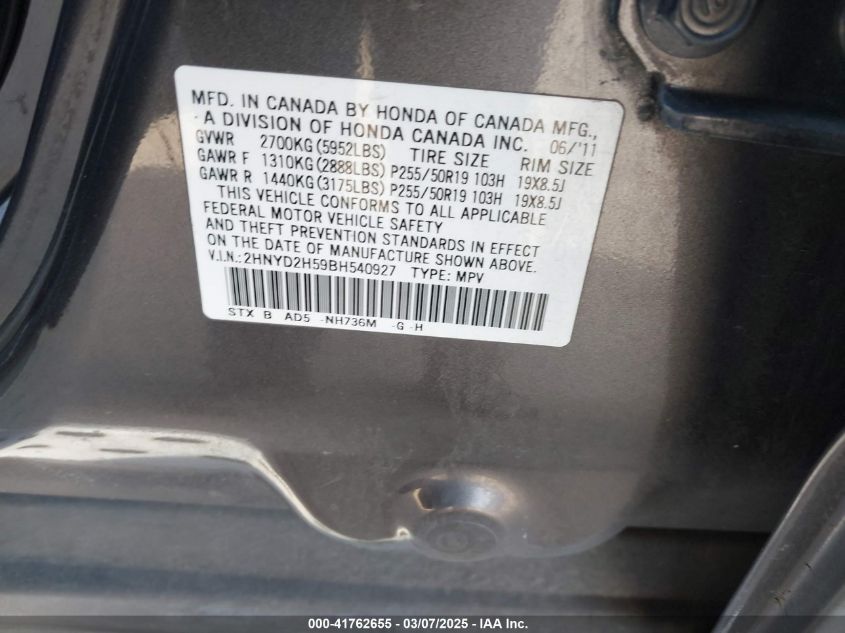 MFD. IN CANADA BY HONDA OF CANADA MFG.,
A DIVISION OF HONDA CANADA INC. 06/'11
GVWR 2700KG(5952LBS) TIRE SIZE RIM SIZE
GAWR F 1310KG(2888LBS) P255/50R19 103H 19X8.5J
GAWR R 1440KG(3175LBS) P255/50R19 103H 19X8.5J
THIS VEHICLE CONFORMS TO ALL APPLICABLE
FEDERAL MOTOR VEHICLE SAFETY
AND THEFT PREVENTION STANDARDS IN EFFECT
ON THE DATE OF MANUFACTURE SHOWN ABOVE.
V.I.N.: 2HNYD2H59BH540927 TYPE: MPV
STX B AD5 -NH736M -G -H
000-41762655 - 03/07/2025 - IAA Inc.